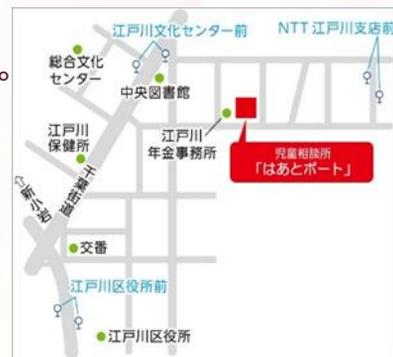 江戸川文化センター前
NTT 江戸川支店前
総合文化
センター
中央図書館
江戸川
保健所
江戸川
年金事務所
児童相談所
「はあとポート」
千葉街道
⇧新小岩
交番
江戸川区役所前
江戸川区役所